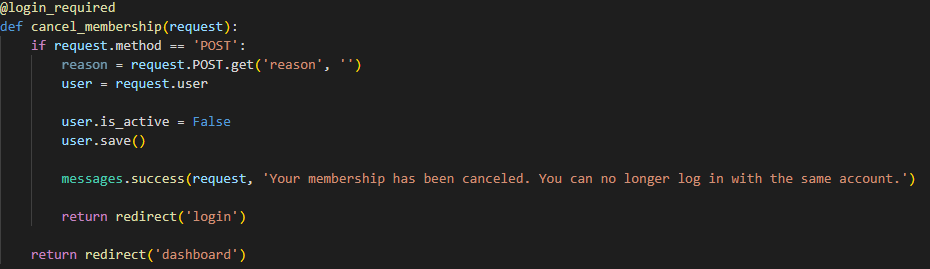 @login_required
def cancel_membership(request):
    if request.method == 'POST':
        reason = request.POST.get('reason', '')
        user = request.user

        user.is_active = False
        user.save()

        messages.success(request, 'Your membership has been canceled. You can no longer log in with the same account.')

        return redirect('login')

    return redirect('dashboard')